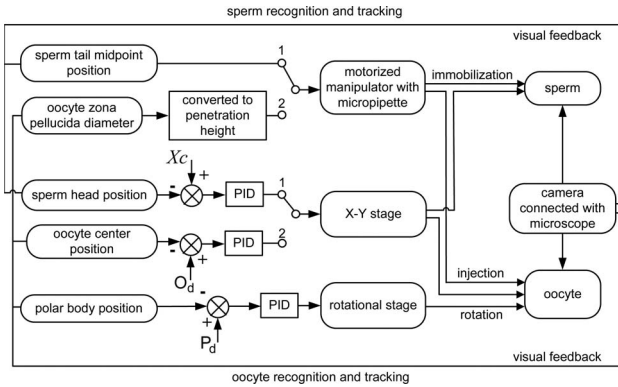 sperm recognition and tracking
visual feedback
sperm tail midpoint
position
1
motorized
manipulator with
micropipette
immobilization
sperm
oocyte zona
pellucida diameter
converted to
penetration
height
2
Xc
+
-
sperm head position
PID
1
X-Y stage
camera
connected with
microscope
oocyte center
position
-
+
PID
2
Od
injection
oocyte
polar body position
-
+
PID
rotational stage
rotation
Pd
visual feedback
oocyte recognition and tracking